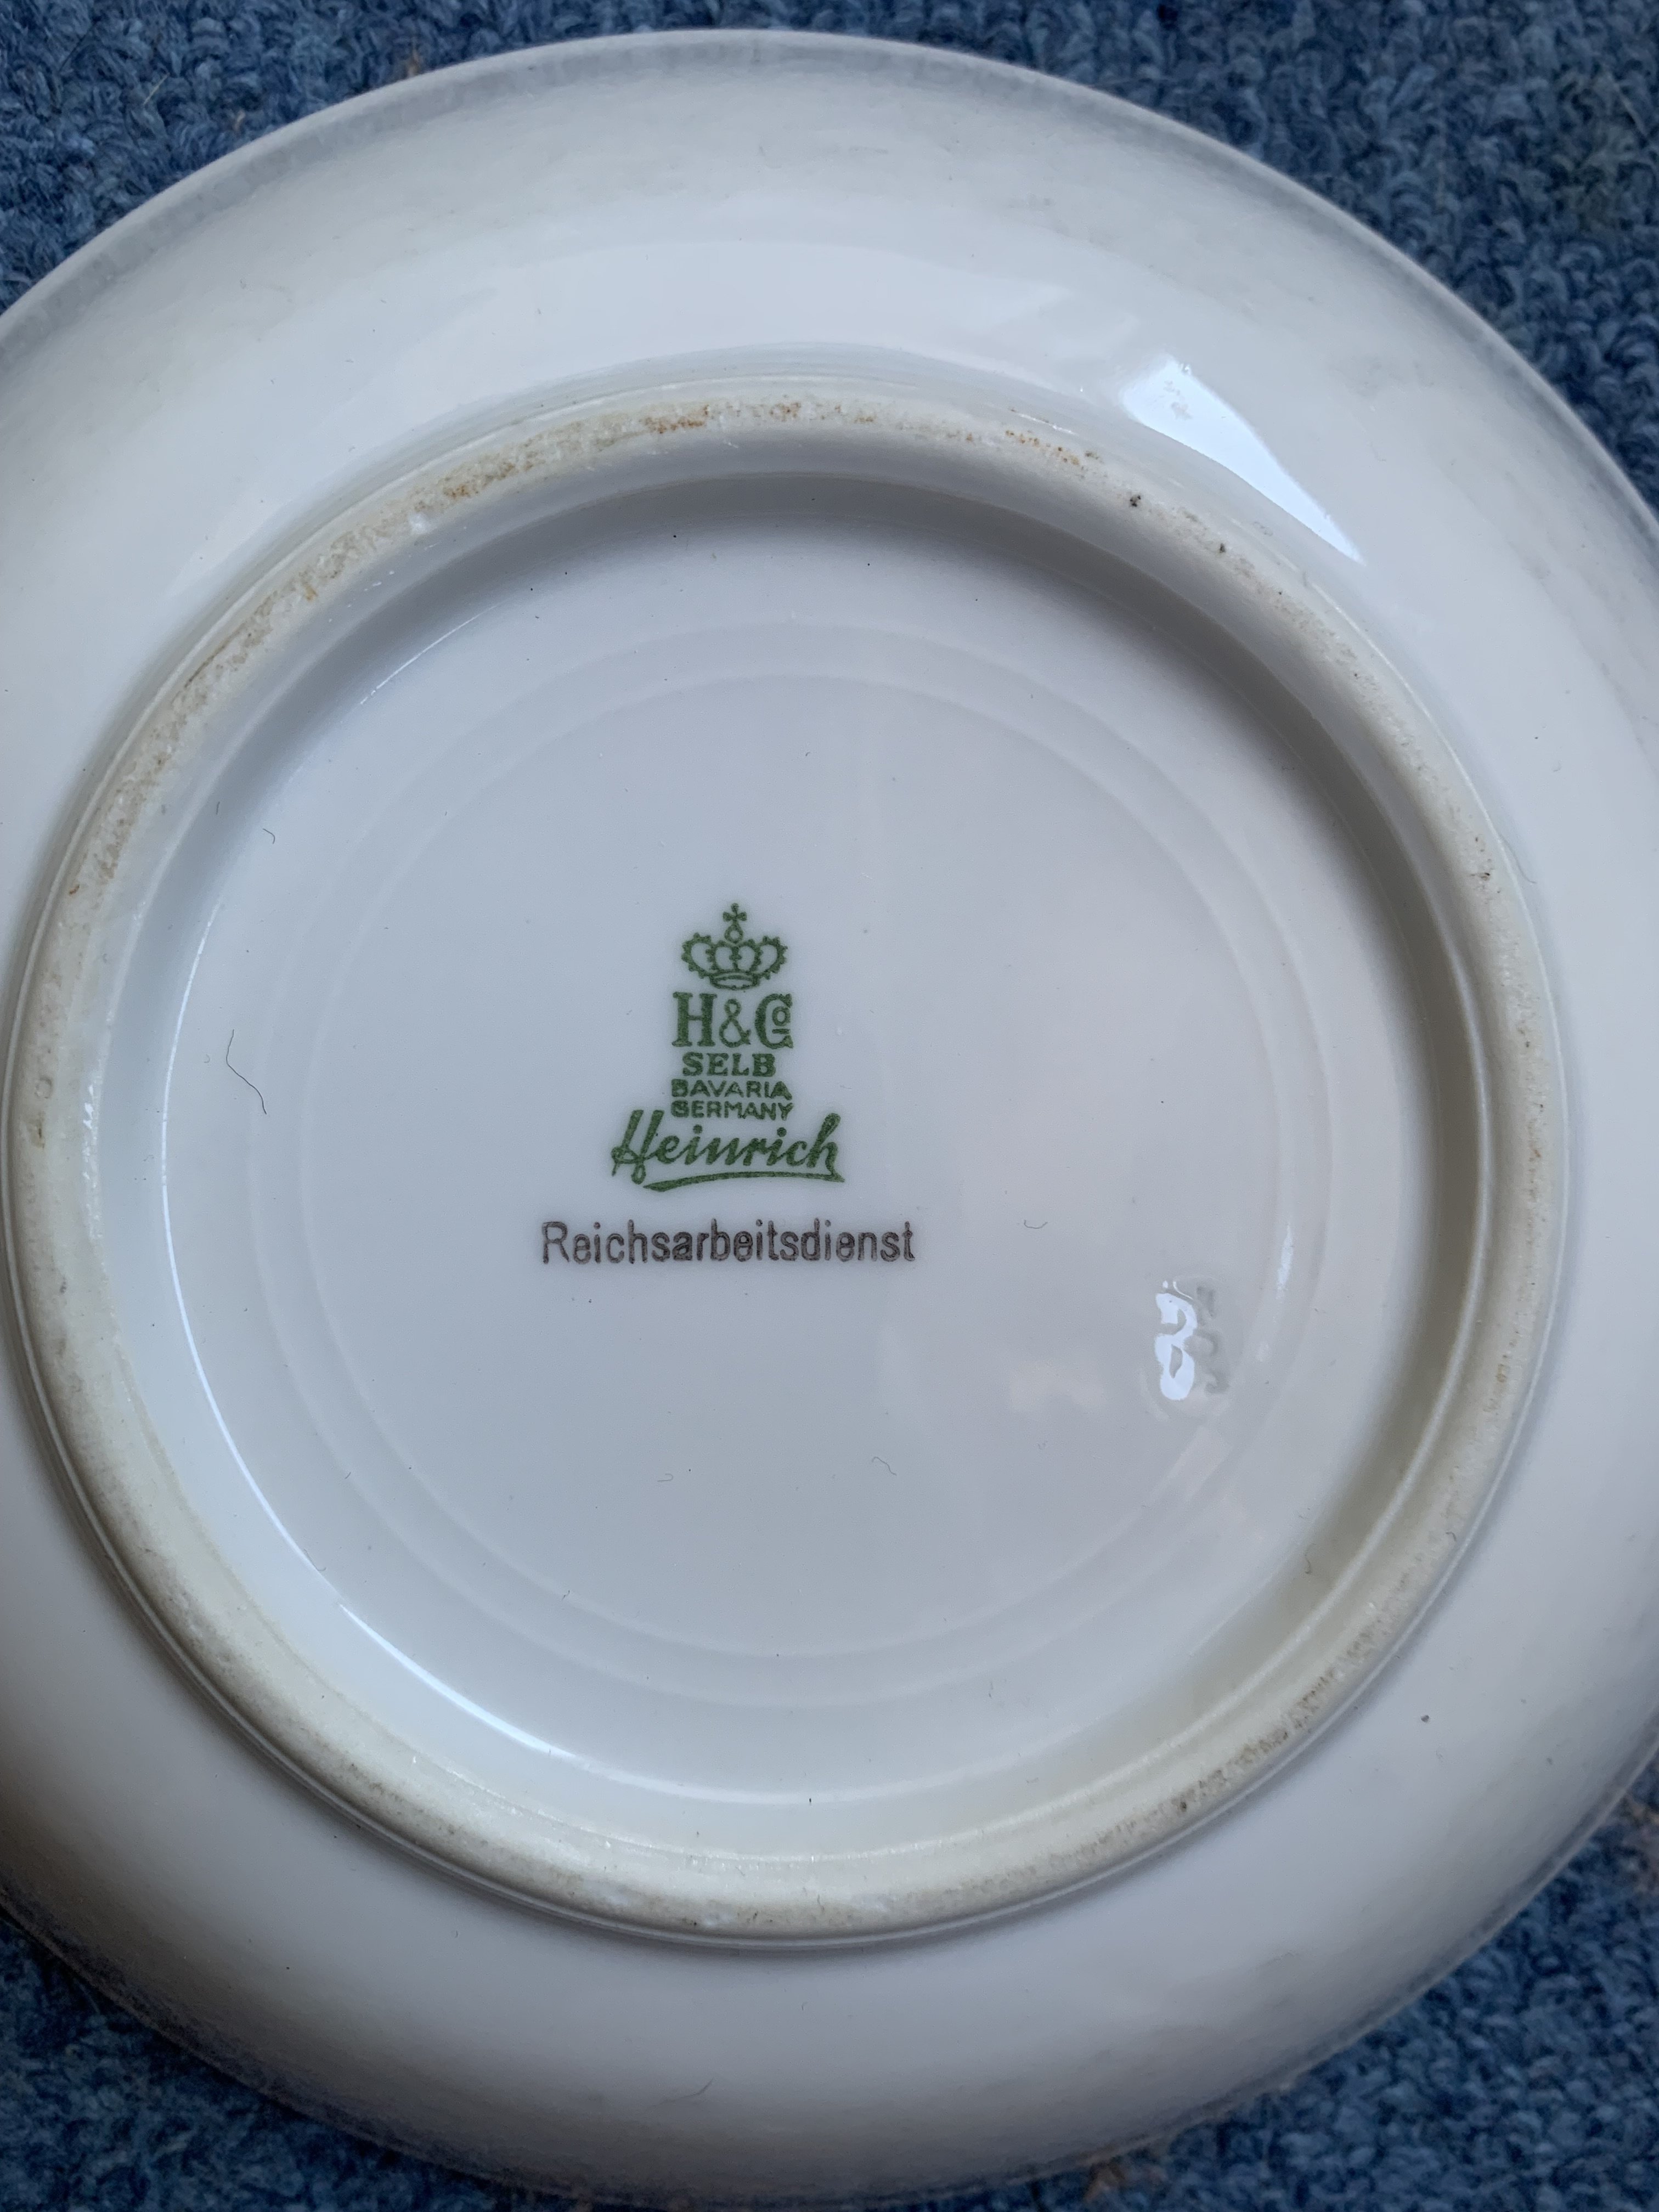 H & Co
SELB
BAVARIA
GERMANY
Heinrich
Reichsarbeitsdienst